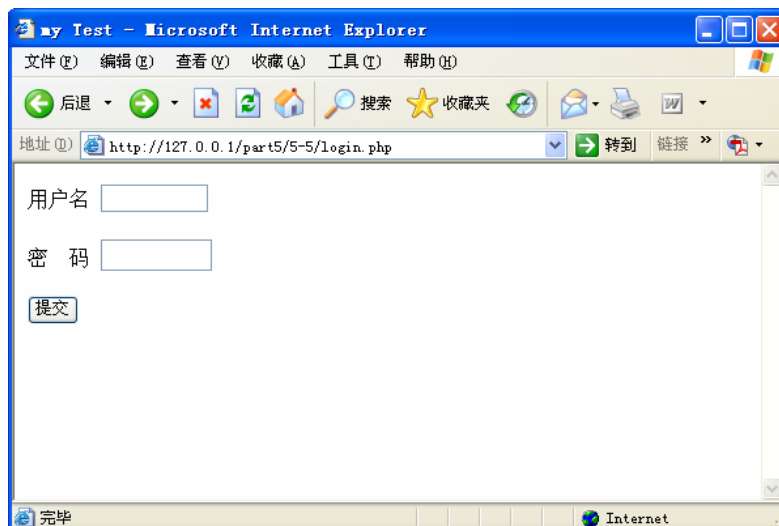 my Test - Microsoft Internet Explorer
文件(F) 编辑(E) 查看(V) 收藏(A) 工具(T) 帮助(H)
后退 搜索 收藏夹 W
地址(D) http://127.0.0.1/part5/5-5/login.php 转到 链接 »
用户名
密 码
提交
完毕 Internet